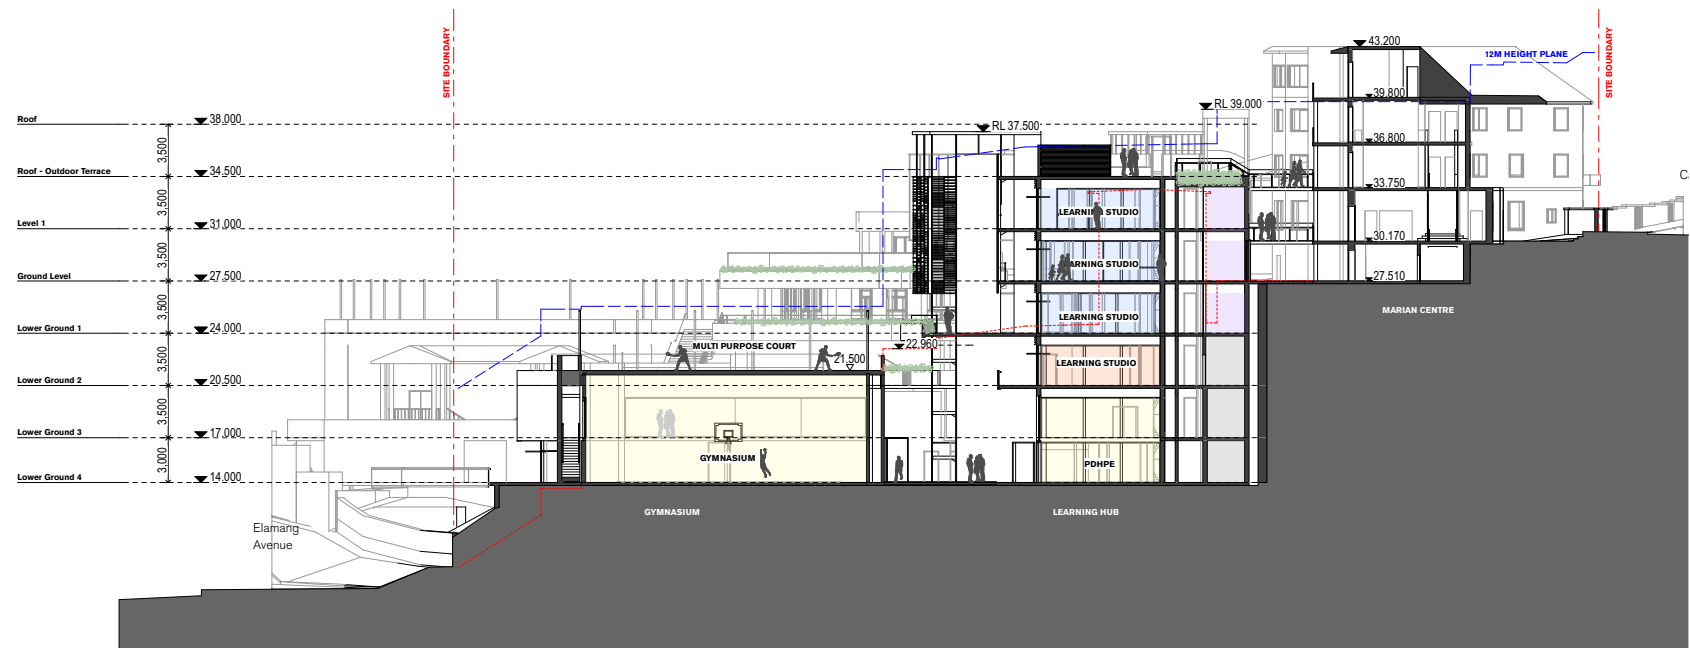 SITE BOUNDARY
SITE BOUNDARY
43.200
12M HEIGHT PLANE
39.800
RL 39.000
Roof
38.000
RL 37.500
36.800
3,500
Roof - Outdoor Terrace
34.500
33.750
3,500
LEARNING STUDIO
Level 1
31.000
30.170
3,500
LEARNING STUDIO
Ground Level
27.500
27.510
3,500
LEARNING STUDIO
MARIAN CENTRE
Lower Ground 1
24.000
MULTI PURPOSE COURT
22.960
21.500
3,500
LEARNING STUDIO
Lower Ground 2
20.500
3,500
Lower Ground 3
17.000
3,000
GYMNASIUM
PDHPE
Lower Ground 4
14.000
GYMNASIUM
LEARNING HUB
Elamang
Avenue